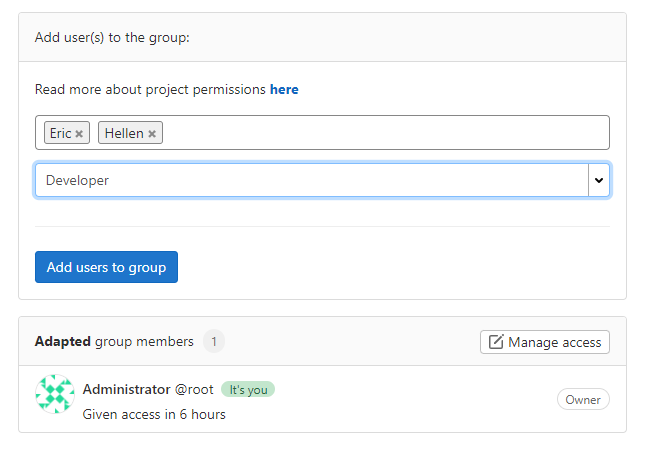 Add user(s) to the group:
Read more about project permissions here
Eric × Hellen ×
Developer
Add users to group
Adapted group members 1
Manage access
Administrator @root It's you
Given access in 6 hours
Owner